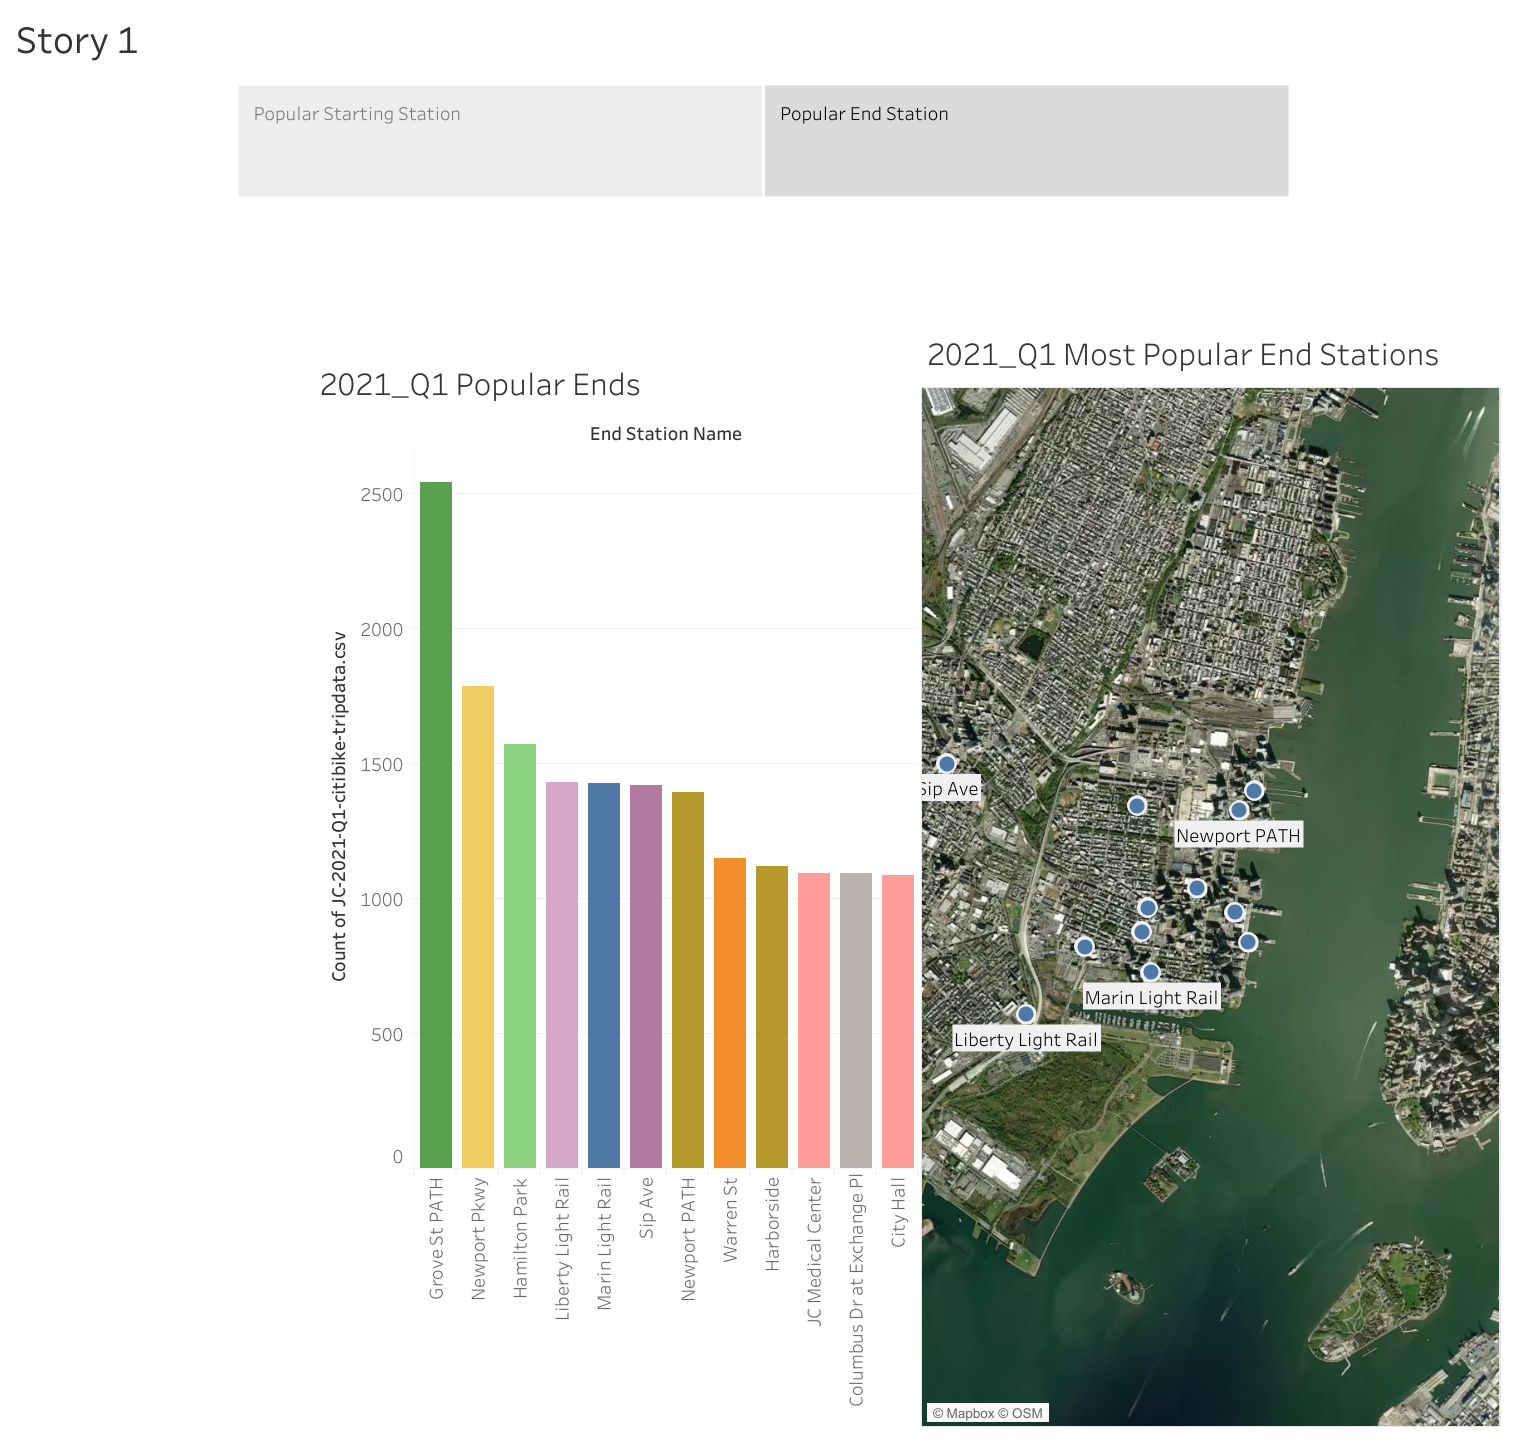 Story 1
Popular Starting Station
Popular End Station
2021_Q1 Popular Ends
End Station Name
Count of JC-2021-Q1-citibike-tripdata.csv
2500
2000
1500
1000
500
0
Grove St PATH
Newport Pkwy
Hamilton Park
Liberty Light Rail
Marin Light Rail
Sip Ave
Newport PATH
Warren St
Harborside
JC Medical Center
Columbus Dr at Exchange Pl
City Hall
2021_Q1 Most Popular End Stations
Sip Ave
Newport PATH
Marin Light Rail
Liberty Light Rail
© Mapbox © OSM